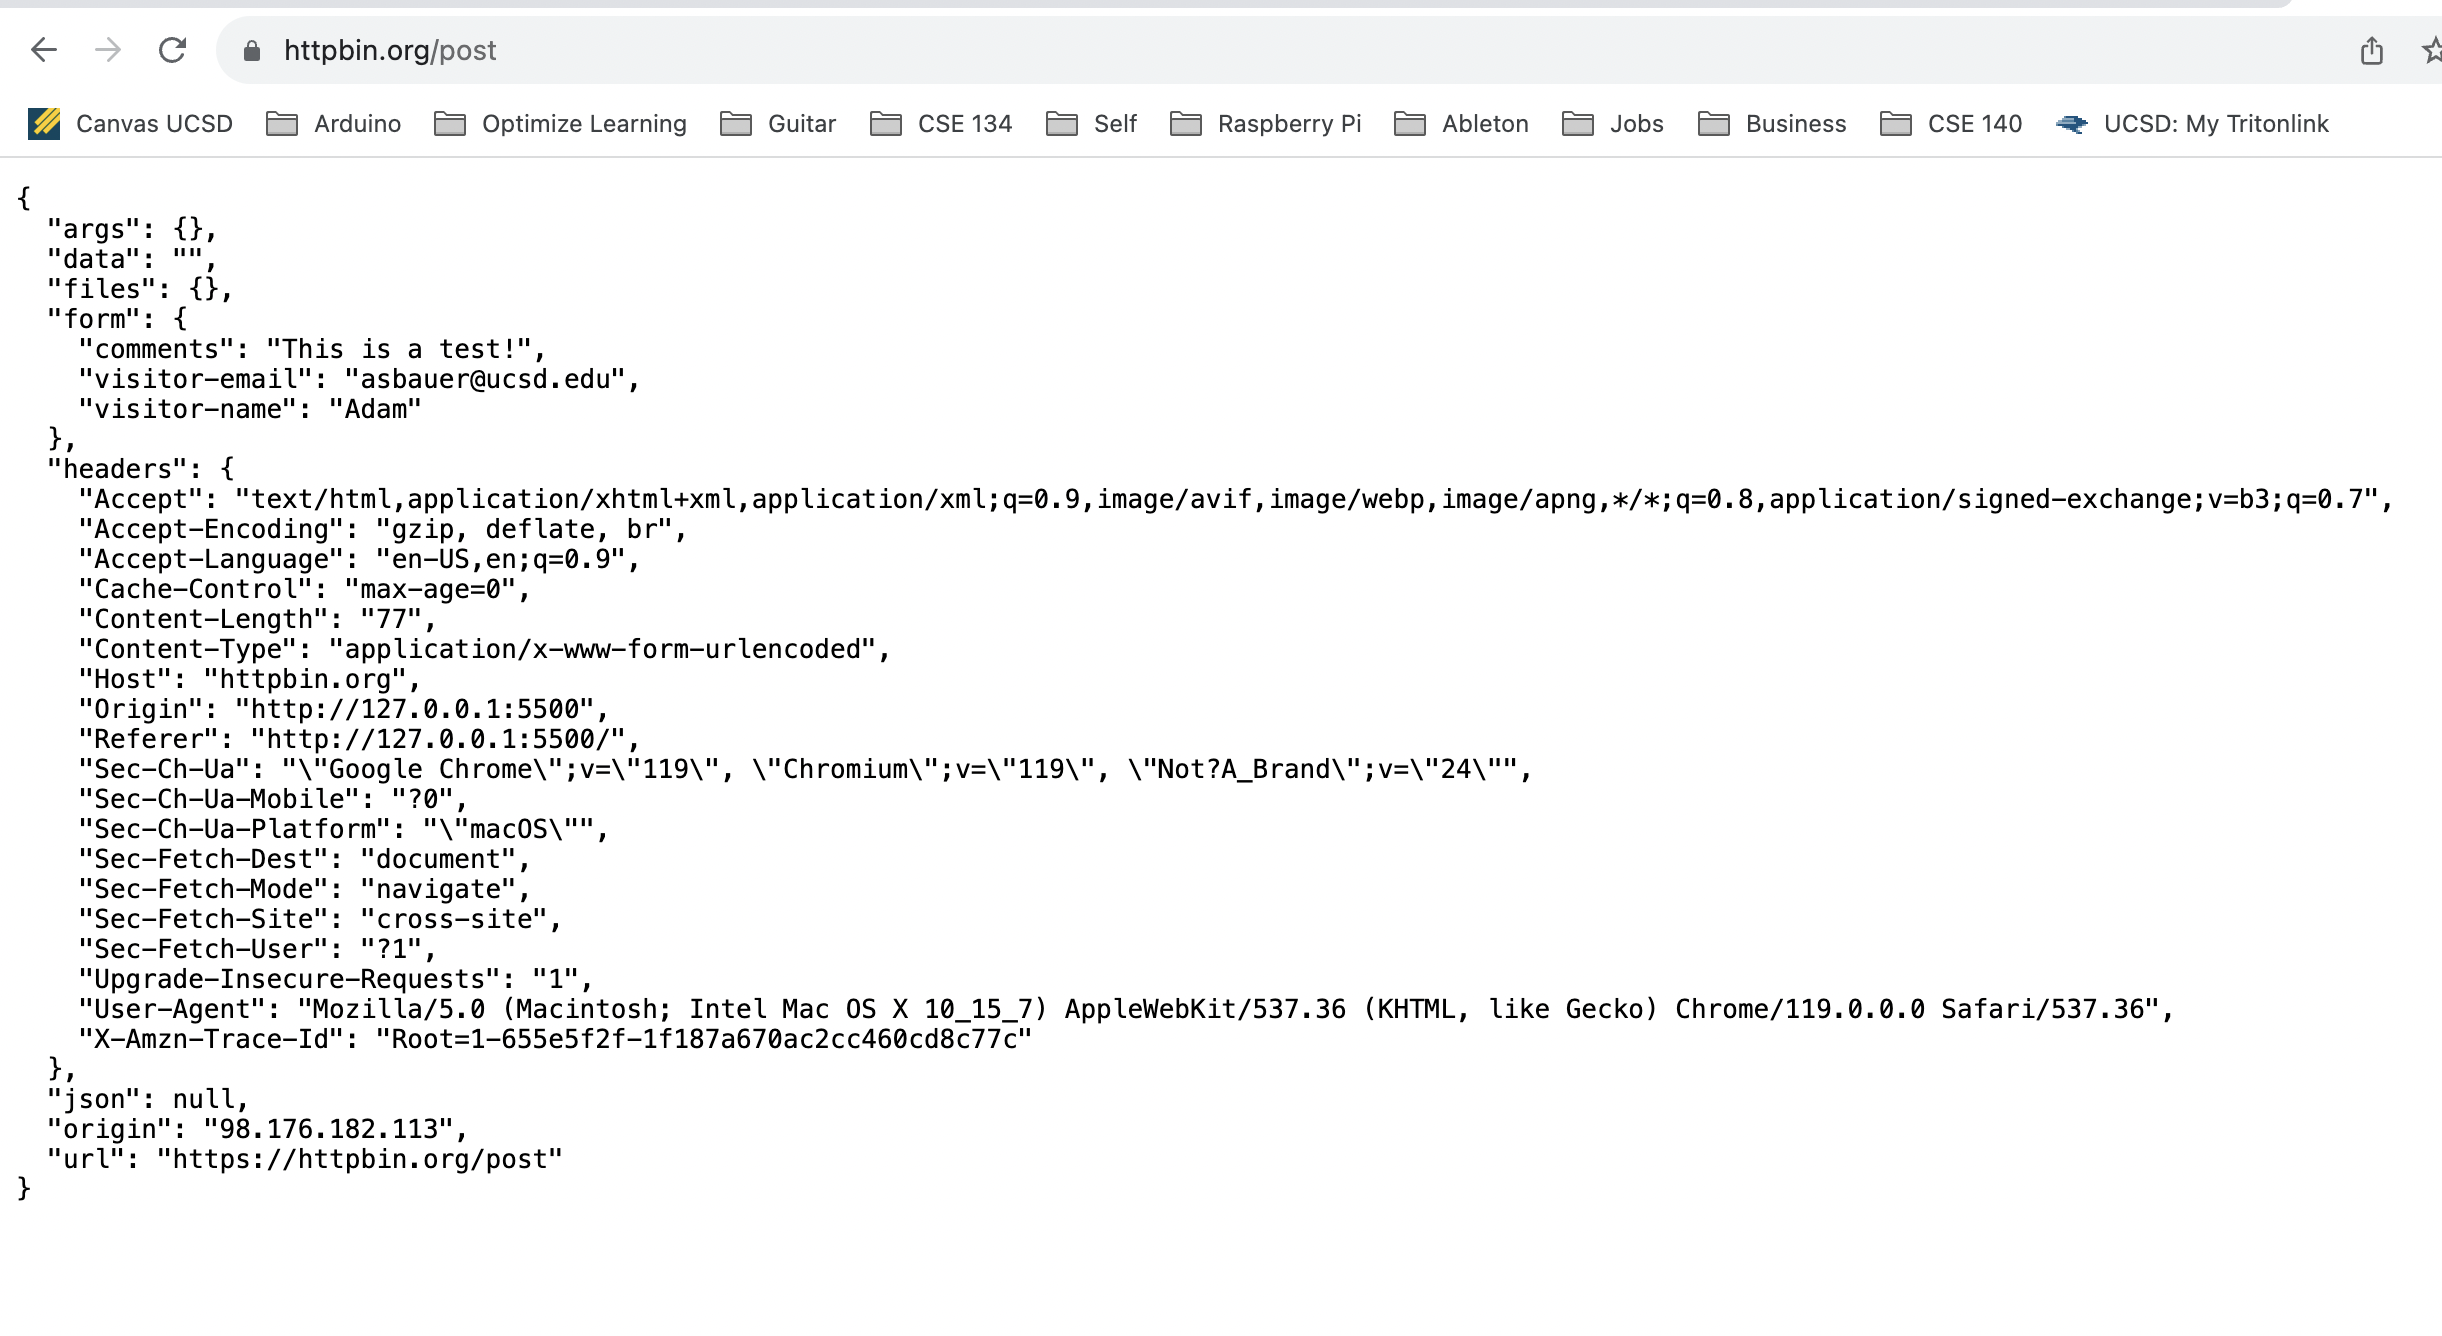 httpbin.org/post
Canvas UCSD Arduino Optimize Learning Guitar CSE 134 Self Raspberry Pi Ableton Jobs Business CSE 140 UCSD: My Tritonlink
{
  "args": {},
  "data": "",
  "files": {},
  "form": {
    "comments": "This is a test!",
    "visitor-email": "asbauer@ucsd.edu",
    "visitor-name": "Adam"
  },
  "headers": {
    "Accept": "text/html,application/xhtml+xml,application/xml;q=0.9,image/avif,image/webp,image/apng,*/*;q=0.8,application/signed-exchange;v=b3;q=0.7",
    "Accept-Encoding": "gzip, deflate, br",
    "Accept-Language": "en-US,en;q=0.9",
    "Cache-Control": "max-age=0",
    "Content-Length": "77",
    "Content-Type": "application/x-www-form-urlencoded",
    "Host": "httpbin.org",
    "Origin": "http://127.0.0.1:5500",
    "Referer": "http://127.0.0.1:5500/",
    "Sec-Ch-Ua": "\"Google Chrome\";v=\"119\", \"Chromium\";v=\"119\", \"Not?A_Brand\";v=\"24\"",
    "Sec-Ch-Ua-Mobile": "?0",
    "Sec-Ch-Ua-Platform": "\"macOS\"",
    "Sec-Fetch-Dest": "document",
    "Sec-Fetch-Mode": "navigate",
    "Sec-Fetch-Site": "cross-site",
    "Sec-Fetch-User": "?1",
    "Upgrade-Insecure-Requests": "1",
    "User-Agent": "Mozilla/5.0 (Macintosh; Intel Mac OS X 10_15_7) AppleWebKit/537.36 (KHTML, like Gecko) Chrome/119.0.0.0 Safari/537.36",
    "X-Amzn-Trace-Id": "Root=1-655e5f2f-1f187a670ac2cc460cd8c77c"
  },
  "json": null,
  "origin": "98.176.182.113",
  "url": "https://httpbin.org/post"
}